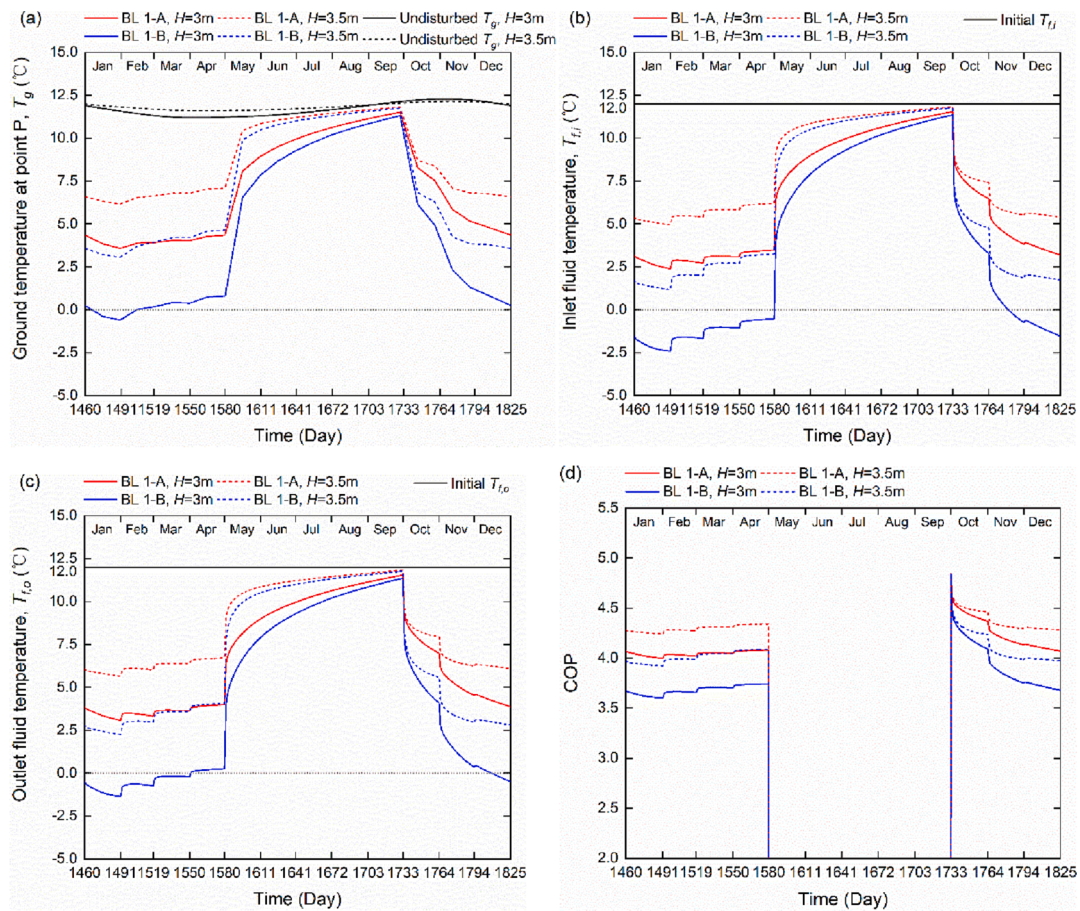 (a)
BL 1-A, H=3m BL 1-A, H=3.5m Undisturbed Tg, H=3m
BL 1-B, H=3m BL 1-B, H=3.5m Undisturbed Tg, H=3.5m
15.0
Jan Feb Mar Apr May Jun Jul Aug Sep Oct Nov Dec
12.5
10.0
7.5
5.0
2.5
0.0
-2.5
-5.0
Ground temperature at point P, Tg (℃)
1460 1491 1519 1550 1580 1611 1641 1672 1703 1733 1764 1794 1825
Time (Day)
(b)
BL 1-A, H=3m BL 1-A, H=3.5m Initial Tf,i
BL 1-B, H=3m BL 1-B, H=3.5m
15.0
Jan Feb Mar Apr May Jun Jul Aug Sep Oct Nov Dec
12.5
12.0
10.0
7.5
5.0
2.5
0.0
-2.5
-5.0
Inlet fluid temperature, Tf,i (℃)
1460 1491 1519 1550 1580 1611 1641 1672 1703 1733 1764 1794 1825
Time (Day)
(c)
BL 1-A, H=3m BL 1-A, H=3.5m Initial Tf,o
BL 1-B, H=3m BL 1-B, H=3.5m
15.0
Jan Feb Mar Apr May Jun Jul Aug Sep Oct Nov Dec
12.5
12.0
10.0
7.5
5.0
2.5
0.0
-2.5
-5.0
Outlet fluid temperature, Tf,o (℃)
1460 1491 1519 1550 1580 1611 1641 1672 1703 1733 1764 1794 1825
Time (Day)
(d)
BL 1-A, H=3m BL 1-A, H=3.5m
BL 1-B, H=3m BL 1-B, H=3.5m
5.5
Jan Feb Mar Apr May Jun Jul Aug Sep Oct Nov Dec
5.0
4.5
4.0
3.5
3.0
2.5
2.0
COP
1460 1491 1519 1550 1580 1611 1641 1672 1703 1733 1764 1794 1825
Time (Day)